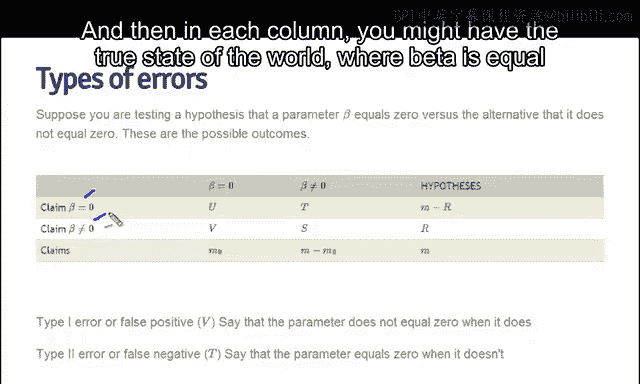 And then in each column, you might have the
true state of the world, where beta is equal
Types of errors
Suppose you are testing a hypothesis that a parameter β equals zero versus the alternative that it does
not equal zero. These are the possible outcomes.
β = 0 β ≠ 0 HYPOTHESES
Claim β = 0 U T m − R
Claim β ≠ 0 V S R
Claims m₀ m − m₀ m
Type I error or false positive (V) Say that the parameter does not equal zero when it does
Type II error or false negative (T) Say that the parameter equals zero when it doesn't